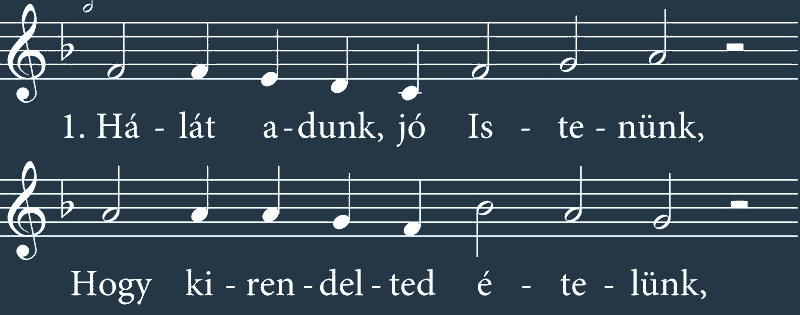 1. Há - lát a - dunk, jó Is - te - nünk,
Hogy ki - ren - del - ted é - te - lünk,